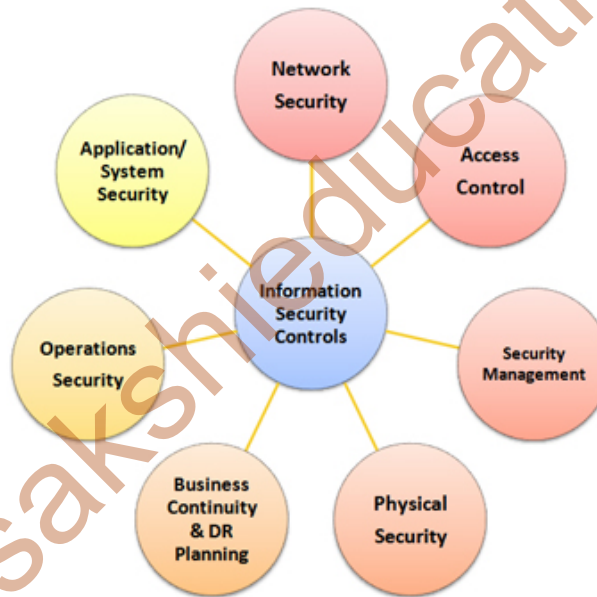 Network
Security
Access
Control
Security
Management
Physical
Security
Business
Continuity
& DR
Planning
Operations
Security
Application/
System
Security
Information
Security
Controls
sakshieducati